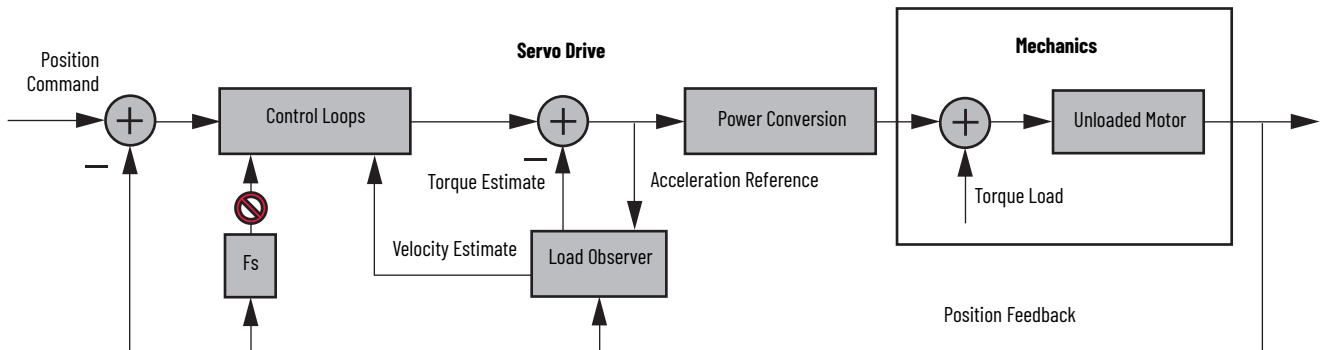 Servo Drive
Mechanics
Position
Command
Control Loops
Power Conversion
Unloaded Motor
Torque Estimate
Acceleration Reference
Torque Load
Velocity Estimate
Load Observer
Fs
Position Feedback